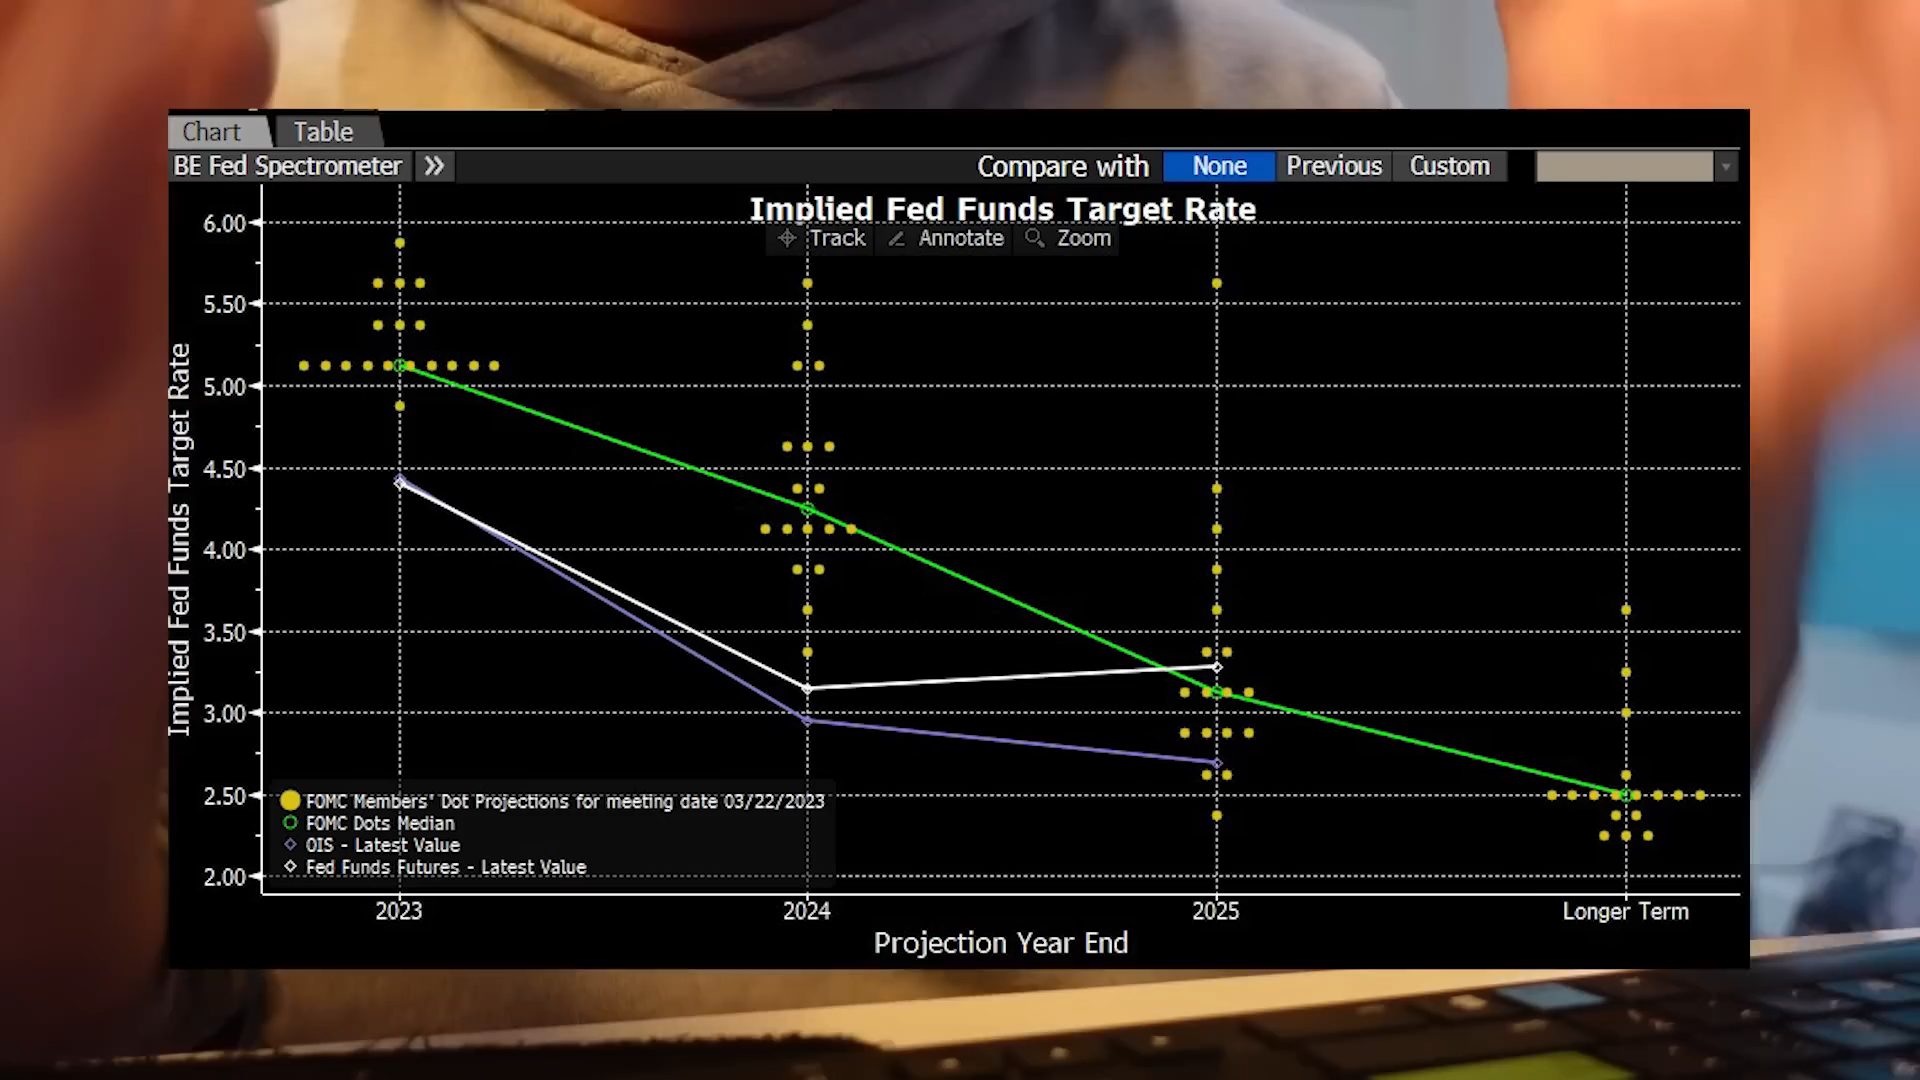 Chart Table
BE Fed Spectrometer » Compare with None Previous Custom
Implied Fed Funds Target Rate
Track Annotate Zoom
6.00
5.50
5.00
4.50
4.00
3.50
3.00
2.50
2.00
Implied Fed Funds Target Rate
FOMC Members' Dot Projections for meeting date 03/22/2023
FOMC Dots Median
OIS - Latest Value
Fed Funds Futures - Latest Value
2023 2024 2025 Longer Term
Projection Year End